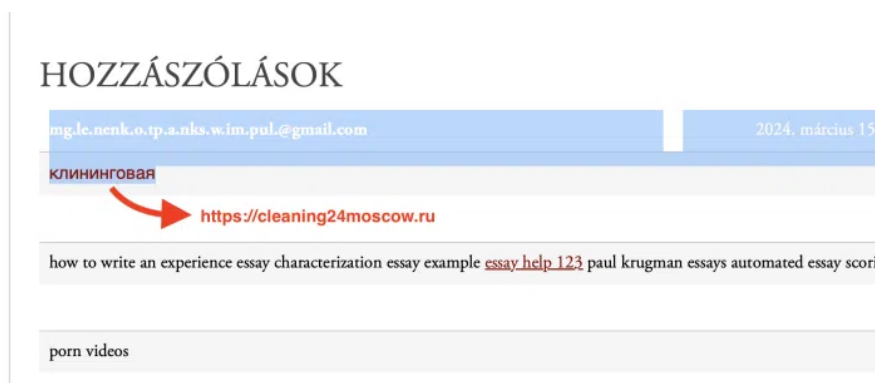 HOZZÁSZÓLÁSOK
mg.le.nenk.o.tp.a.nks.w.im.pul.@gmail.com 2024. március 15
клининговая
https://cleaning24moscow.ru
how to write an experience essay characterization essay example essay help 123 paul krugman essays automated essay scori
porn videos